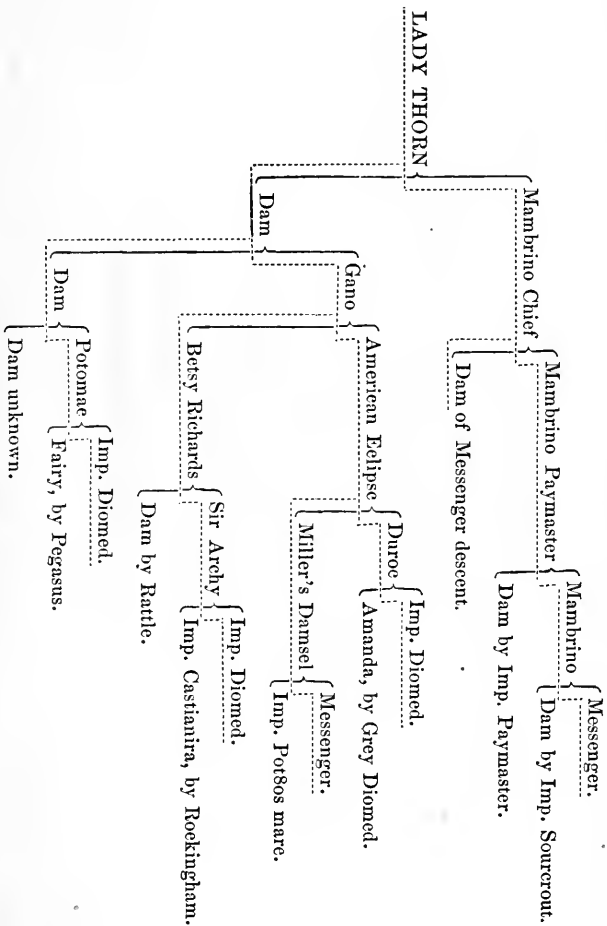 Messenger.
Mambrino
Mambrino Paymaster
Dam by Imp. Sourcrout.
Mambrino Chief
Dam by Imp. Paymaster.
Dam of Messenger descent.
LADY THORN
Imp. Diomed.
Duroc
American Eclipse
Amanda, by Grey Diomed.
Gano
Messenger.
Miller's Damsel
Imp. Pot8os mare.
Dam
Imp. Diomed.
Sir Archy
Betsy Richards
Imp. Castianira, by Rockingham.
Dam by Rattle.
Imp. Diomed.
Potomac
Dam
Fairy, by Pegasus.
Dam unknown.